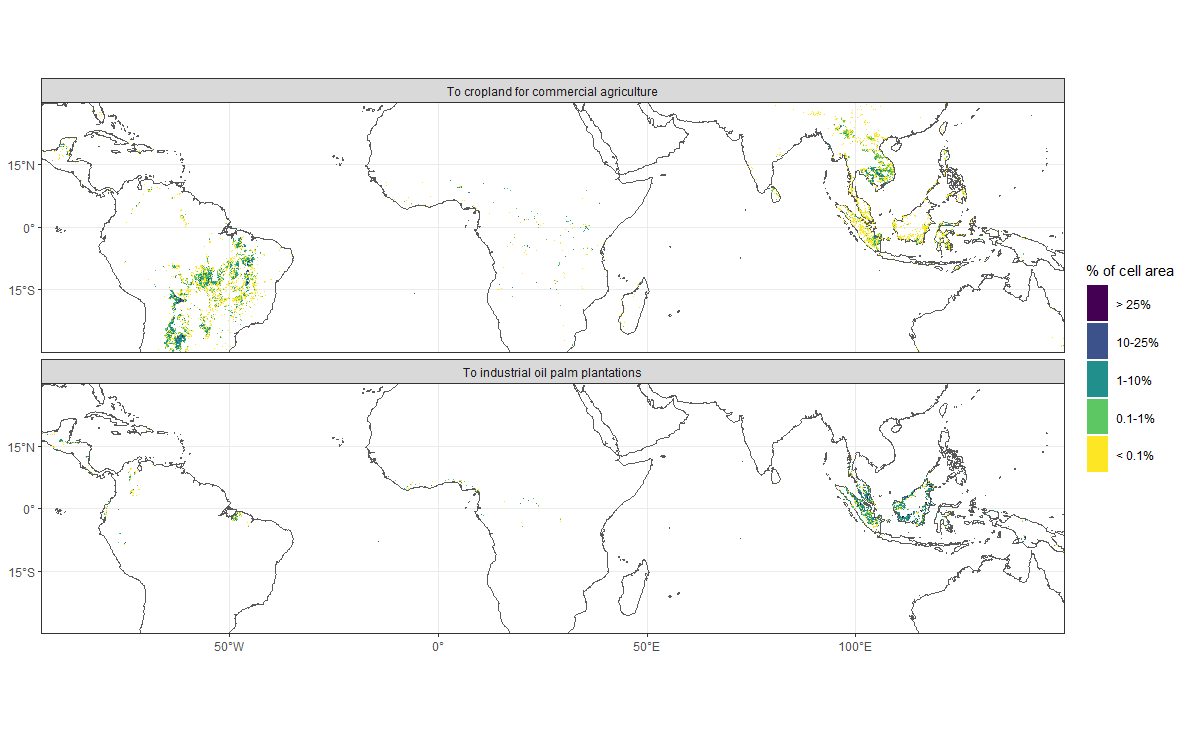 To cropland for commercial agriculture
15°N
0°
15°S
To industrial oil palm plantations
15°N
0°
15°S
50°W
0°
50°E
100°E
% of cell area
> 25%
10-25%
1-10%
0.1-1%
< 0.1%